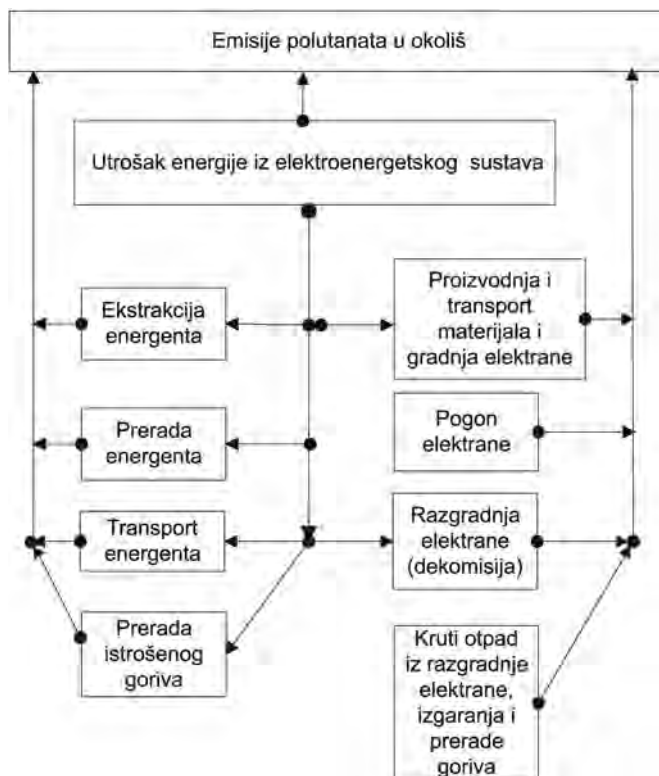 Emisije polutanata u okoliš
Utrošak energije iz elektroenergetskog sustava
Ekstrakcija
energenta
Proizvodnja i
transport
materijala i
gradnja elektrane
Prerada
energenta
Pogon
elektrane
Transport
energenta
Razgradnja
elektrane
(dekomisija)
Prerada
istrošenog
goriva
Kruti otpad
iz razgradnje
elektrane,
izgaranja i
prerade
goriva